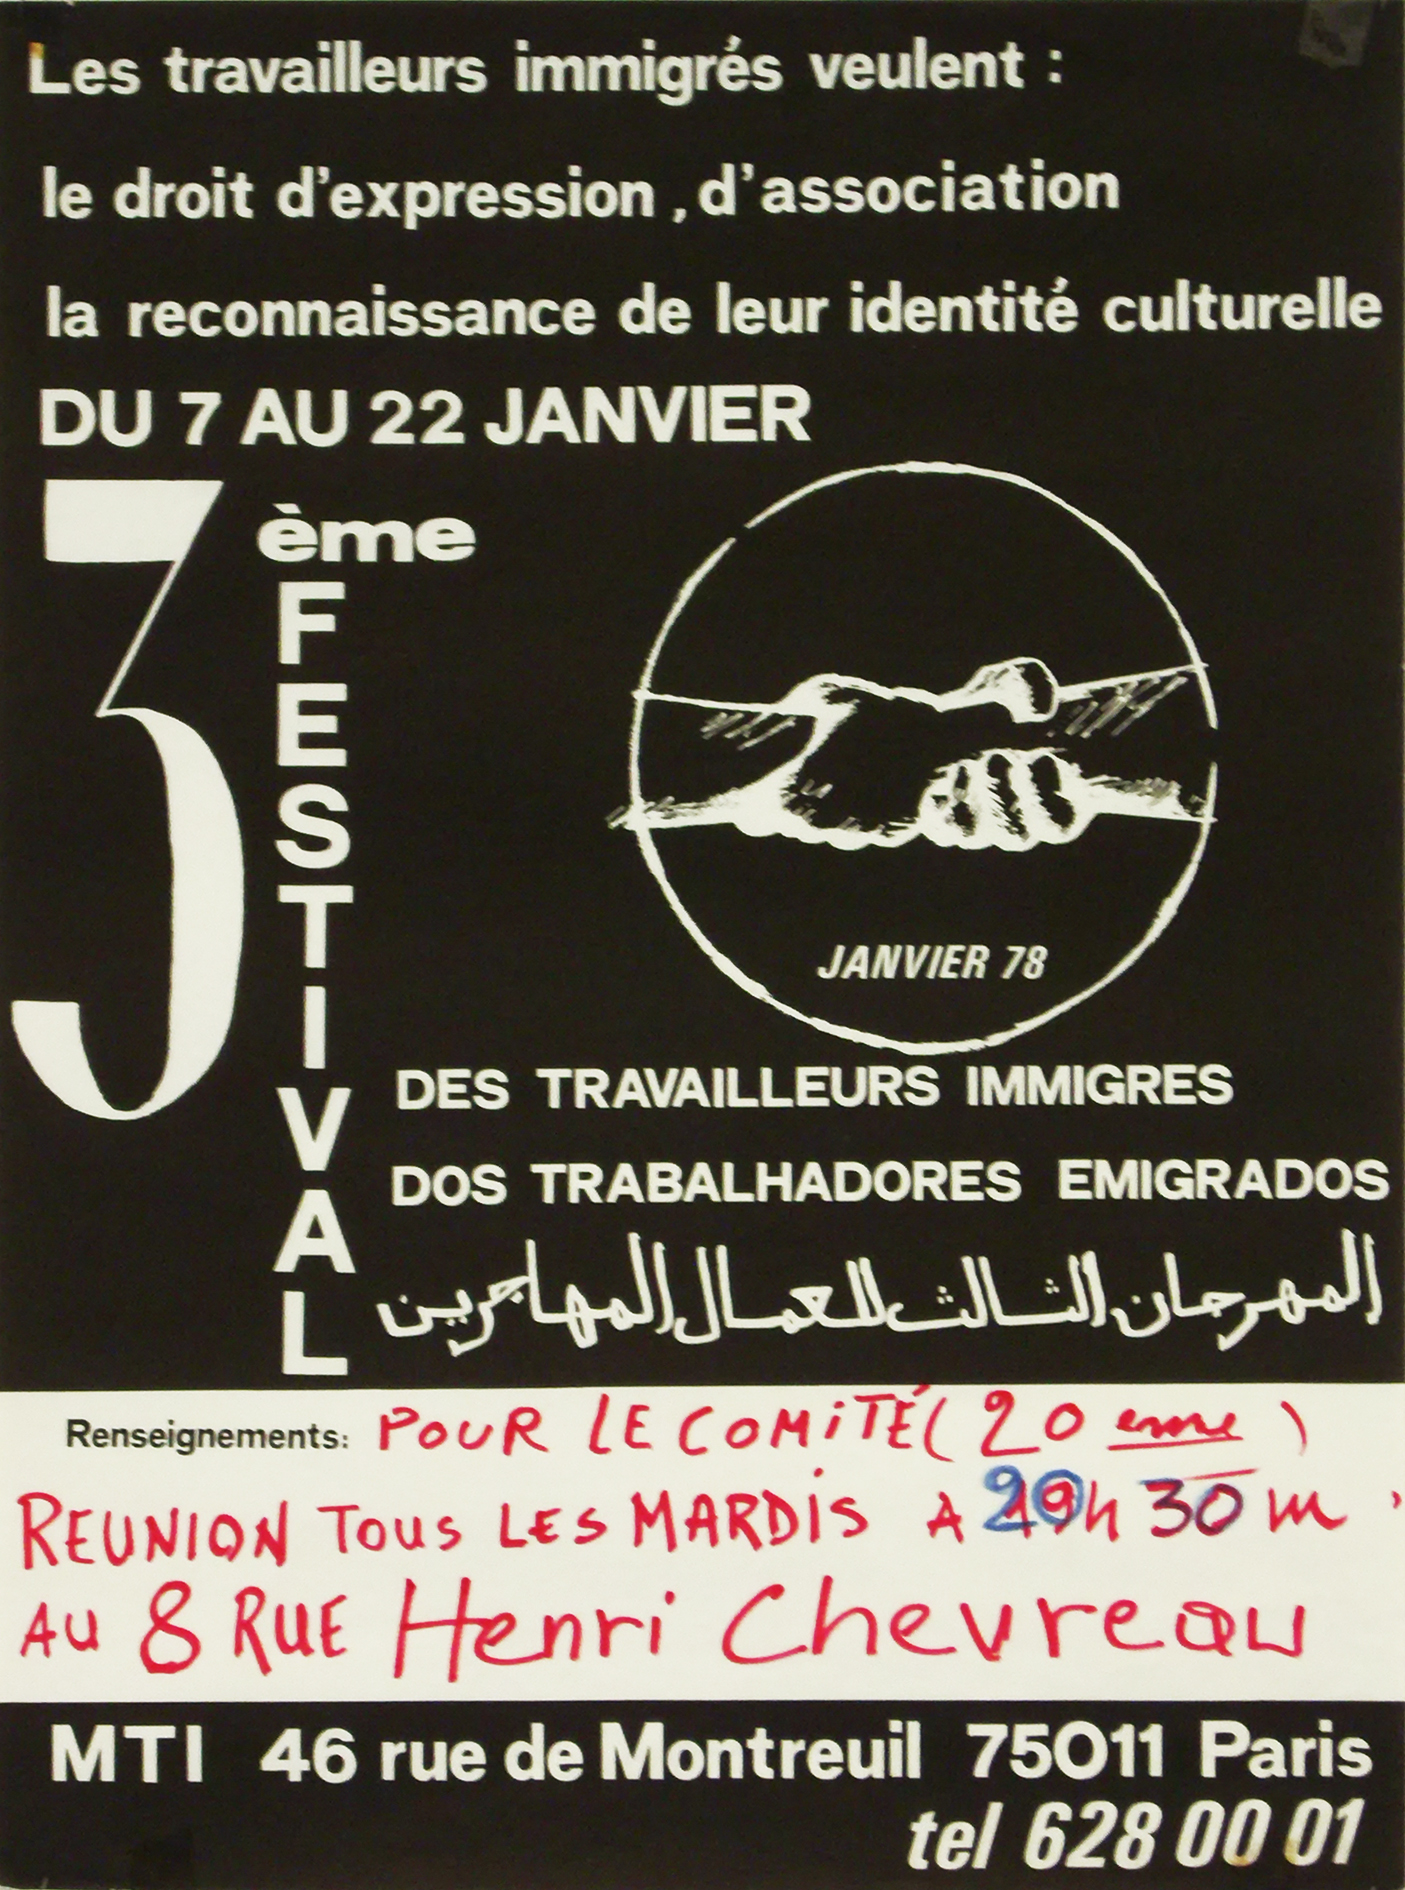 Les travailleurs immigrés veulent :
le droit d'expression, d'association
la reconnaissance de leur identité culturelle
DU 7 AU 22 JANVIER
3ème
FESTIVAL
JANVIER 78
DES TRAVAILLEURS IMMIGRES
DOS TRABALHADORES EMIGRADOS
المهرجان الثالث للعمال المهاجرين
Renseignements: POUR LE COMiTÉ (20 eme)
REUNION TOUS LES MARDiS A 20h 30 m
AU 8 RUE Henri Chevreau
MTI 46 rue de Montreuil 75011 Paris
tel 628 00 01